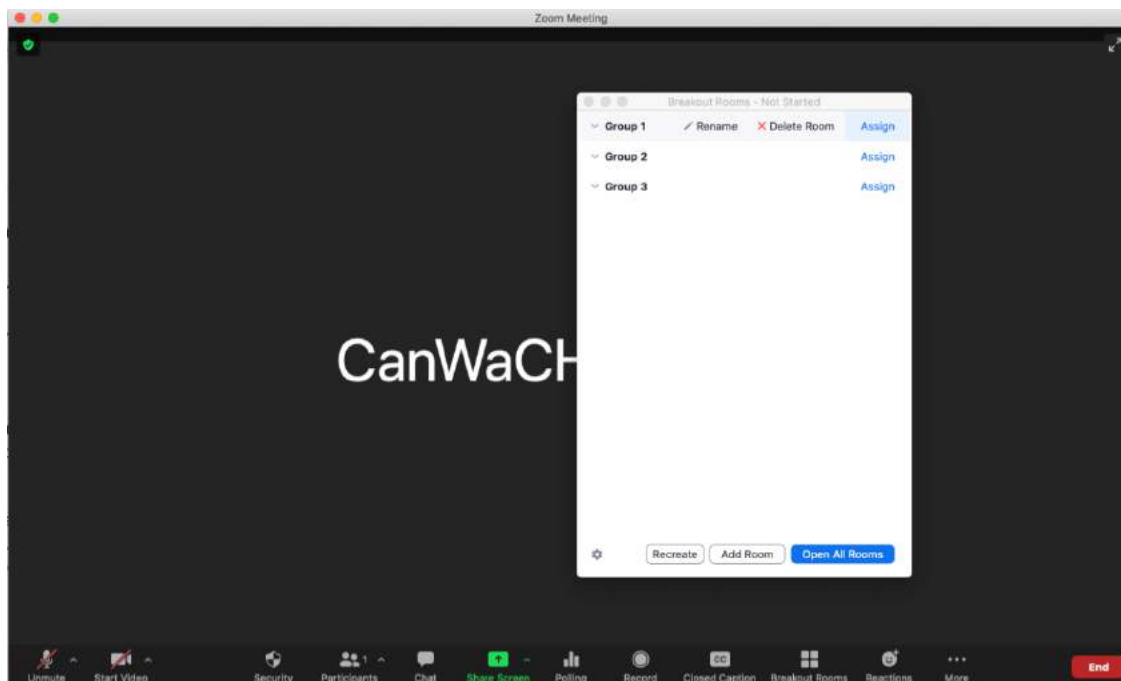 Zoom Meeting
Breakout Rooms - Not Started
Group 1 Rename Delete Room Assign
Group 2 Assign
Group 3 Assign
CanWaCH
Recreate Add Room Open All Rooms
Unmute Start Video Security 1 Participants Chat Share Screen Polling Record CC Closed Caption Breakout Rooms Reactions More End